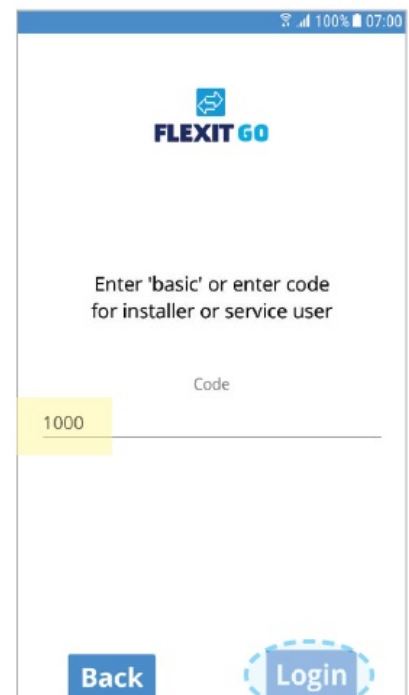 100% 07:00
FLEXIT GO
Enter 'basic' or enter code
for installer or service user
Code
1000
Back
Login